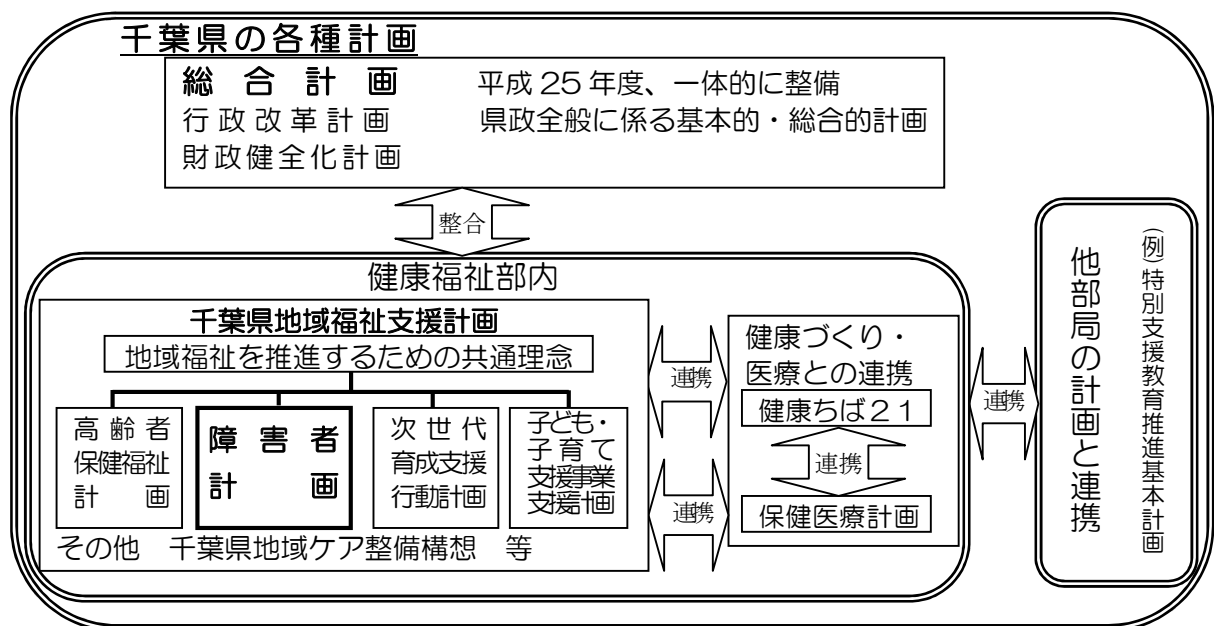 千葉県の各種計画
総合計画 平成25年度、一体的に整備
行政改革計画 県政全般に係る基本的・総合的計画
財政健全化計画
整合
健康福祉部内
千葉県地域福祉支援計画
地域福祉を推進するための共通理念
高齢者
保健福祉
計画
障害者
計画
次世代
育成支援
行動計画
子ども・
子育て
支援事業
支援計画
その他 千葉県地域ケア整備構想 等
連携
連携
健康づくり・
医療との連携
健康ちば21
連携
保健医療計画
連携
他部局の計画と連携
(例)特別支援教育推進基本計画